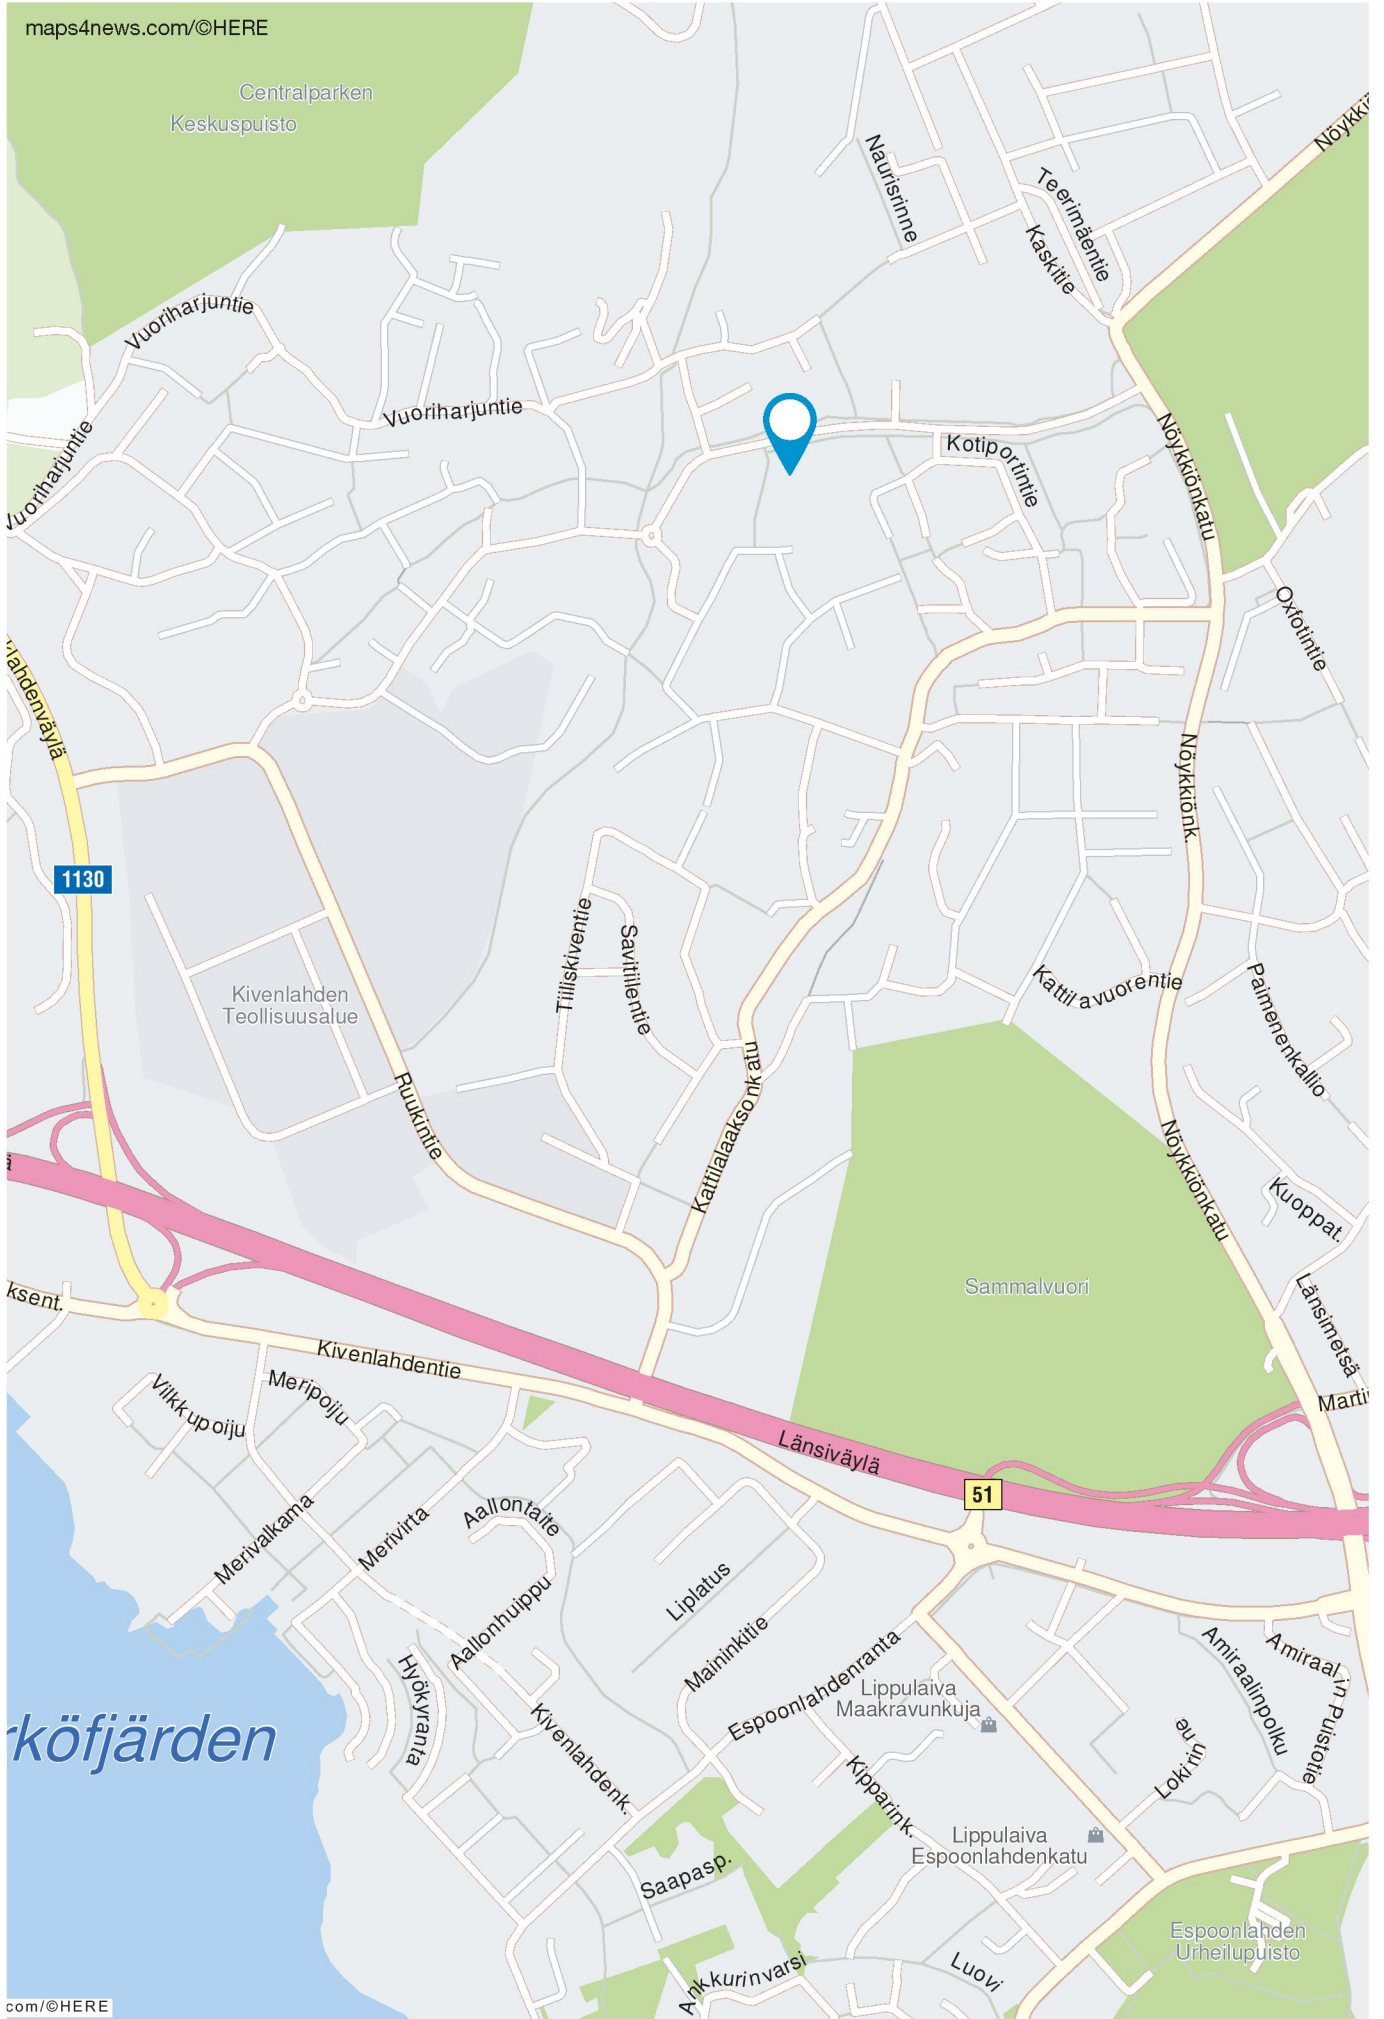 maps4news.com/©HERE
Centralparken
Keskuspuisto
Nöykki
Naurisrinne
Teerimäentie
Kaskitie
Vuoriharjuntie
Vuoriharjuntie
Vuoriharjuntie
Kotiportintie
Nöykkiönkatu
Oxfotintie
klahdenväylä
Nöykkiönk.
1130
Tiiliskiventie
Savitiilentie
Kattilavuorentie
Paimenenkallio
Kivenlahden
Teollisuusalue
Ruukintie
Kattilalaaksonkatu
Nöykkiönkatu
Kuoppat.
ä
Sammalvuori
Länsimetsä
ksent.
Kivenlahdentie
Martin
Meripoiju
Vilkkupoiju
Länsiväylä
51
Aallontaite
Merivalkama
Merivirta
Liplatus
Aallonhuippu
Maininkitie
Espoonlahdenranta
Amiraalinpolku
Amiraalin Puistotie
Hyökyranta
Lippulaiva
Maakravunkuja
Kivenlahdenk.
Lokirinne
rköfjärden
Kipparink.
Lippulaiva
Espoonlahdenkatu
Saapasp.
Espoonlahden
Urheilupuisto
Ankkurinvarsi
Luovi
com/©HERE